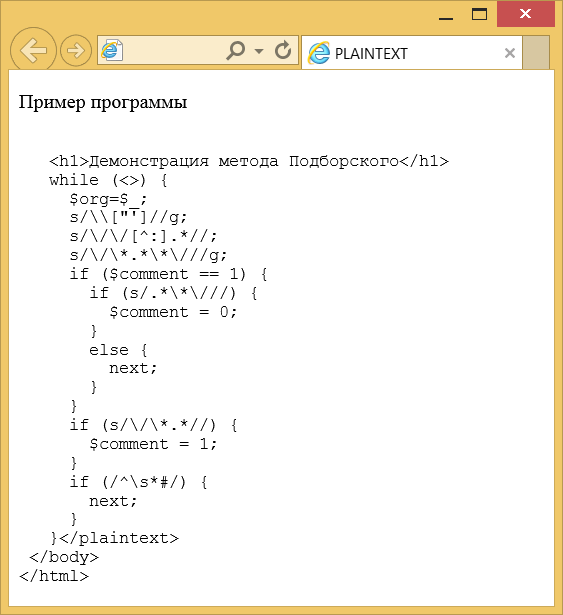 PLAINTEXT
Пример программы
<h1>Демонстрация метода Подборского</h1>
while (<>) {
$org=$_;
s/\\["']//g;
s/\/\/[^:].*//;
s/\/\*.*\*\///g;
if ($comment == 1) {
if (s/.*\*\///) {
$comment = 0;
}
else {
next;
}
}
if (s/\/\*.*//) {
$comment = 1;
}
if (/^\s*#/) {
next;
}
}</plaintext>
</body>
</html>